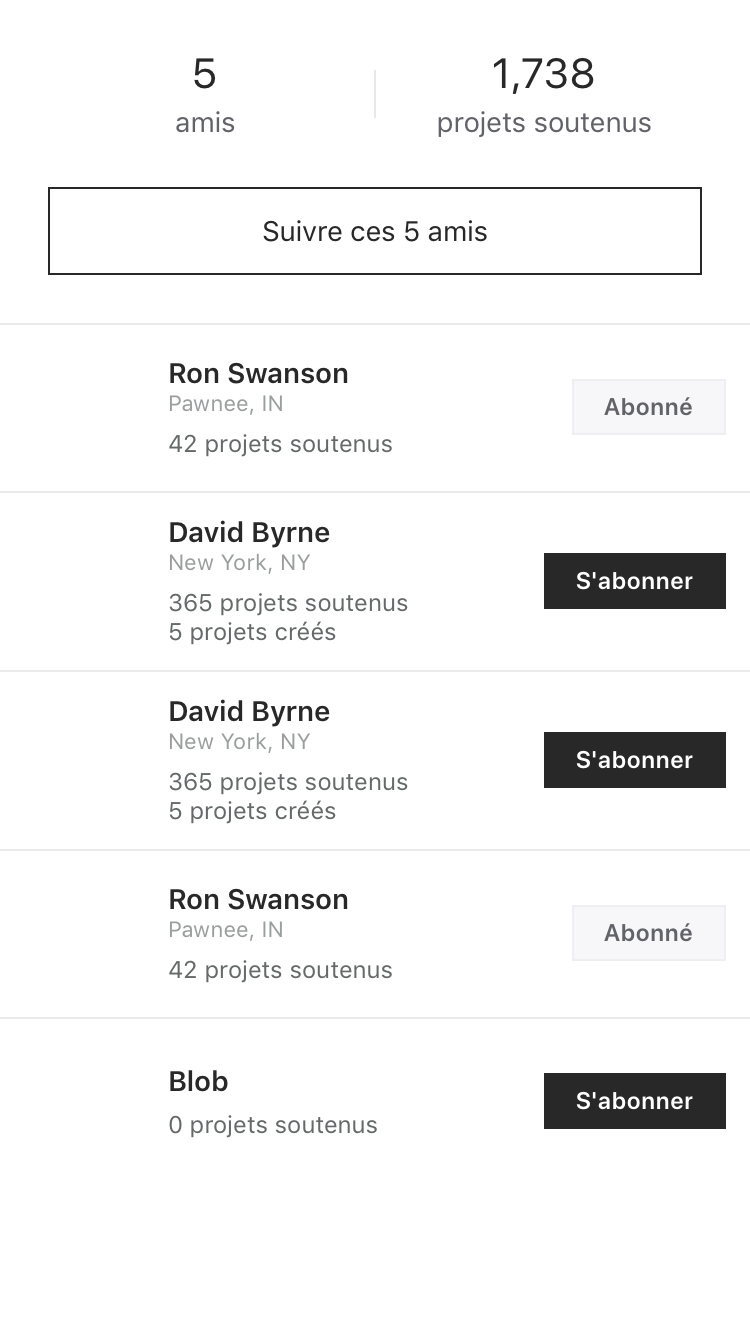 5
amis
1,738
projets soutenus
Suivre ces 5 amis
Ron Swanson
Pawnee, IN
42 projets soutenus
Abonné
David Byrne
New York, NY
365 projets soutenus
5 projets créés
S'abonner
David Byrne
New York, NY
365 projets soutenus
5 projets créés
S'abonner
Ron Swanson
Pawnee, IN
42 projets soutenus
Abonné
Blob
0 projets soutenus
S'abonner